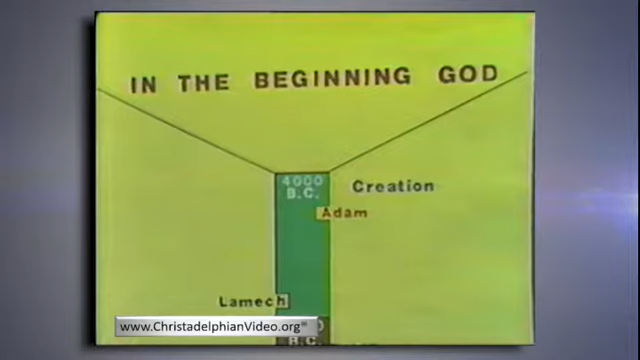 IN THE BEGINNING GOD
4000
B.C.
Creation
Adam
Lamech
www.ChristadelphianVideo.org
B.C.